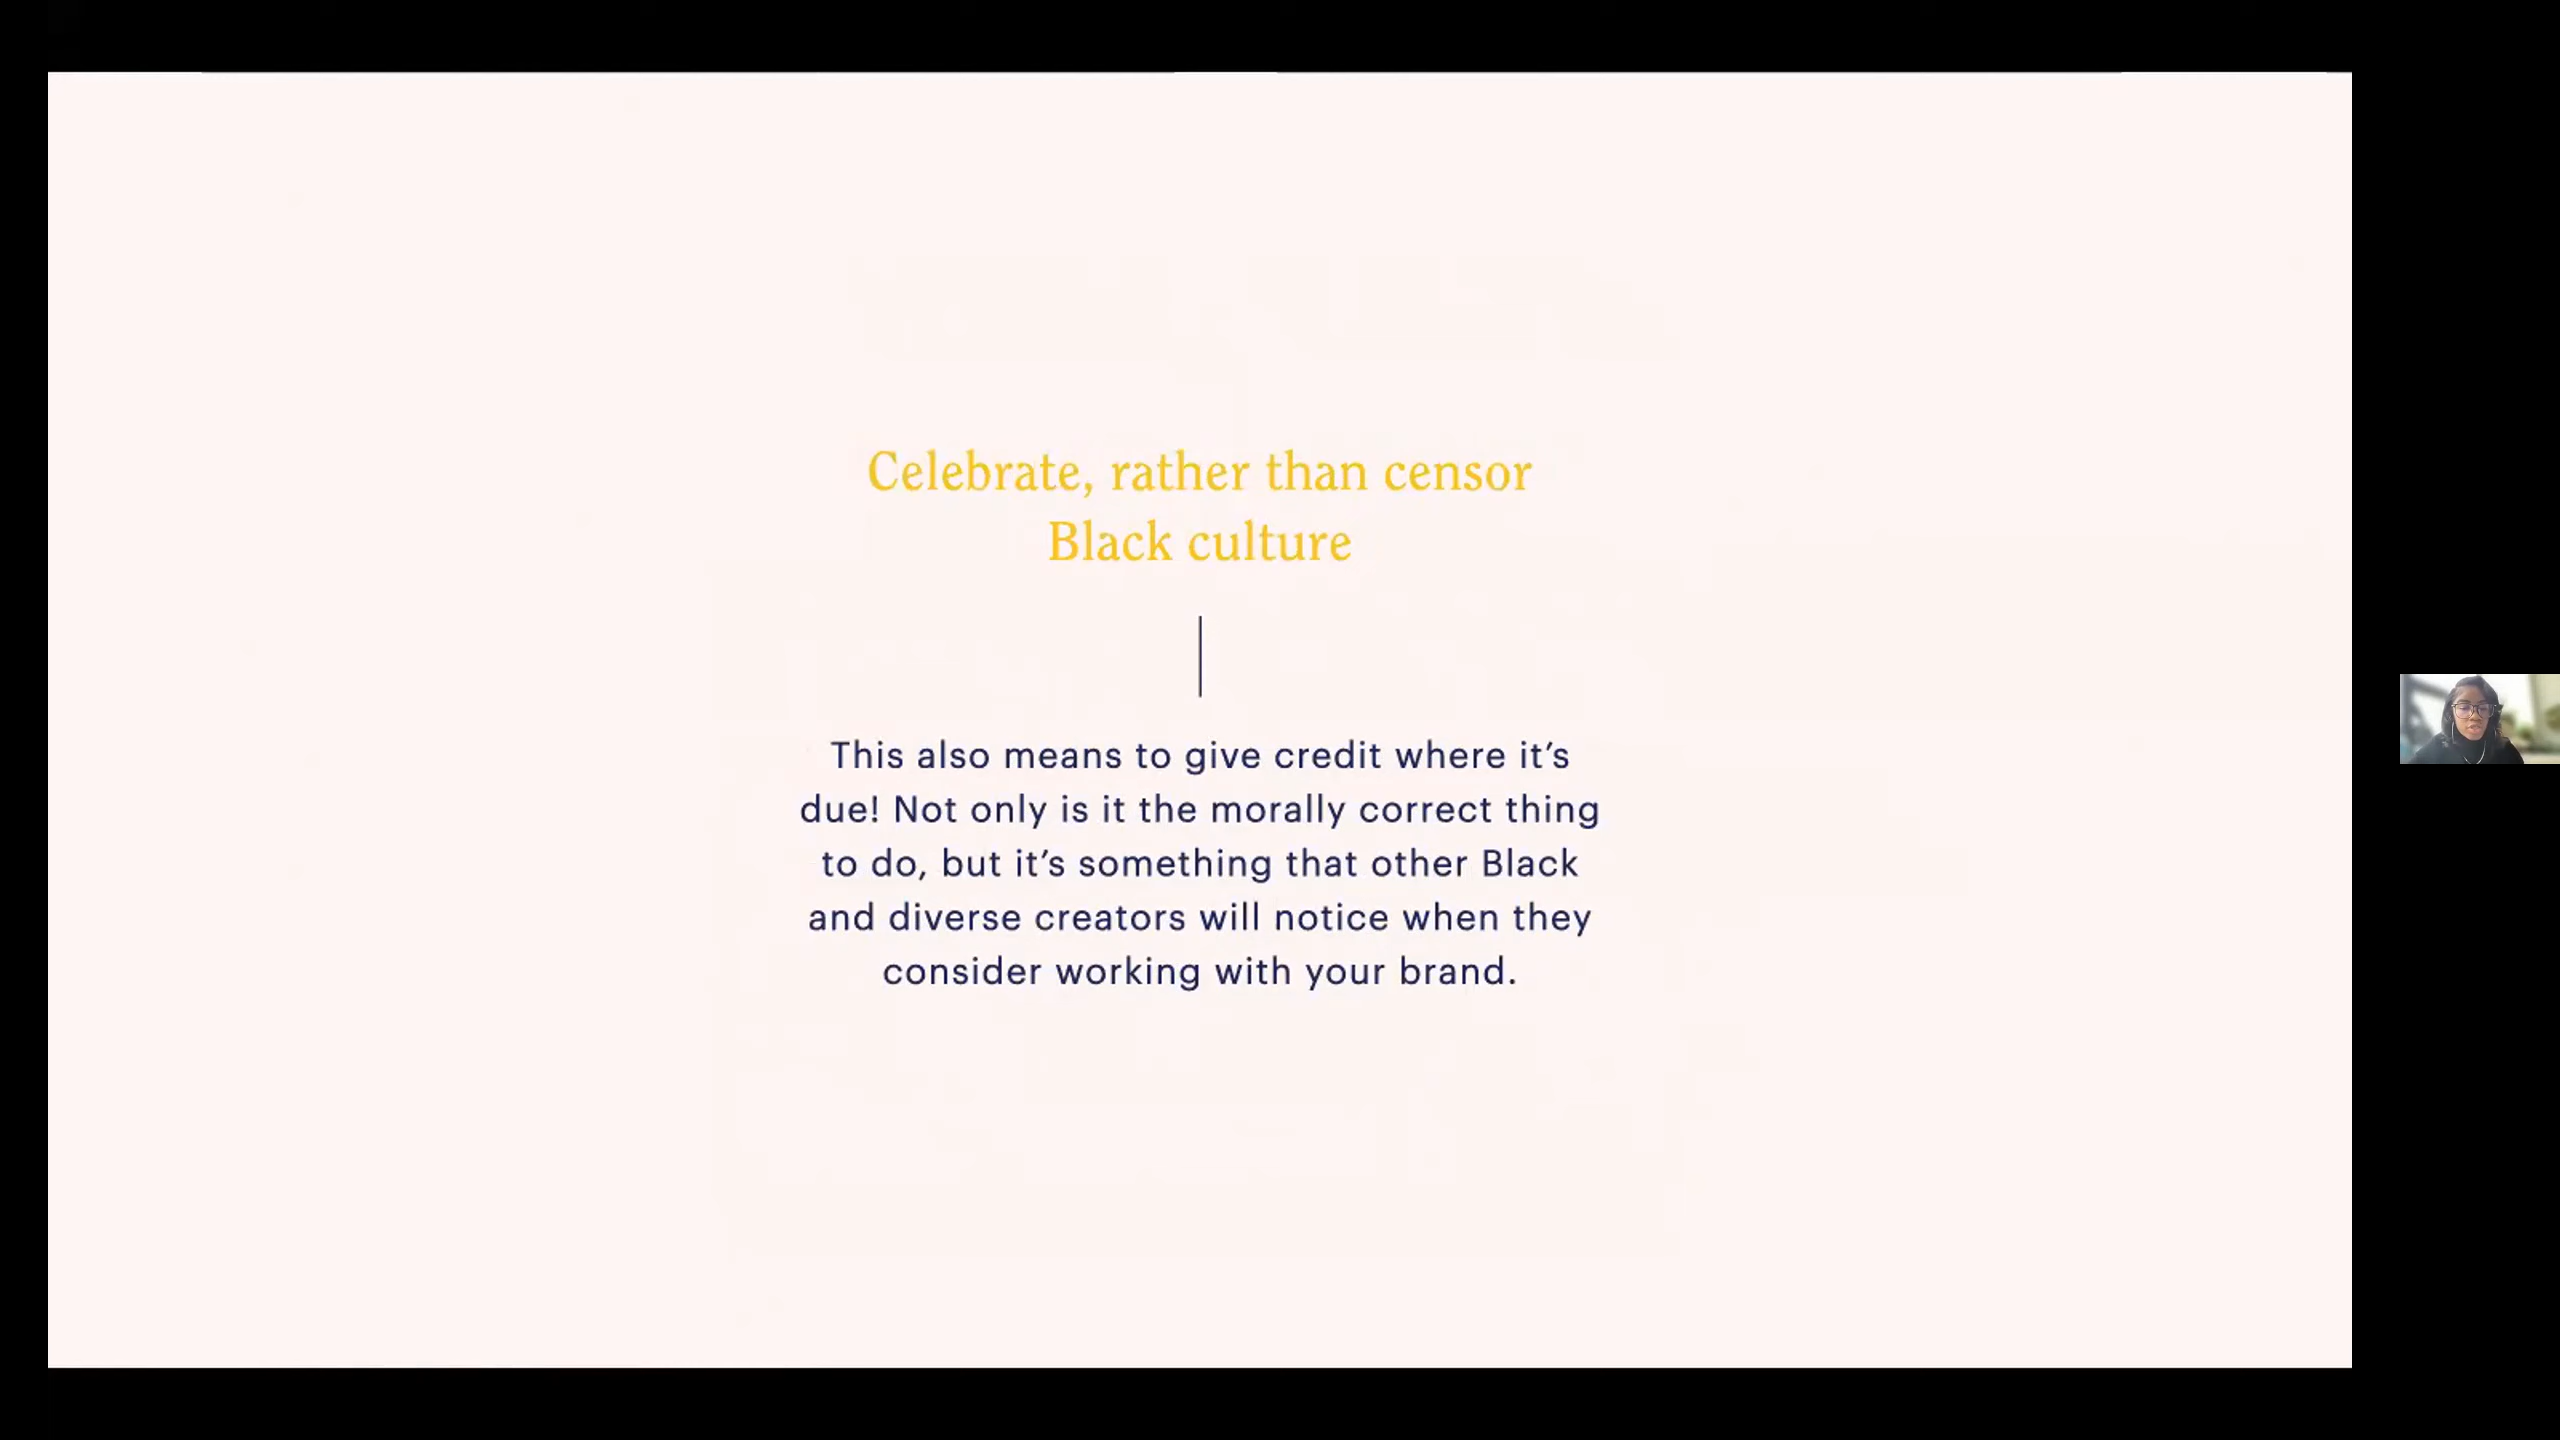 Celebrate, rather than censor
Black culture
This also means to give credit where it’s
due! Not only is it the morally correct thing
to do, but it’s something that other Black
and diverse creators will notice when they
consider working with your brand.